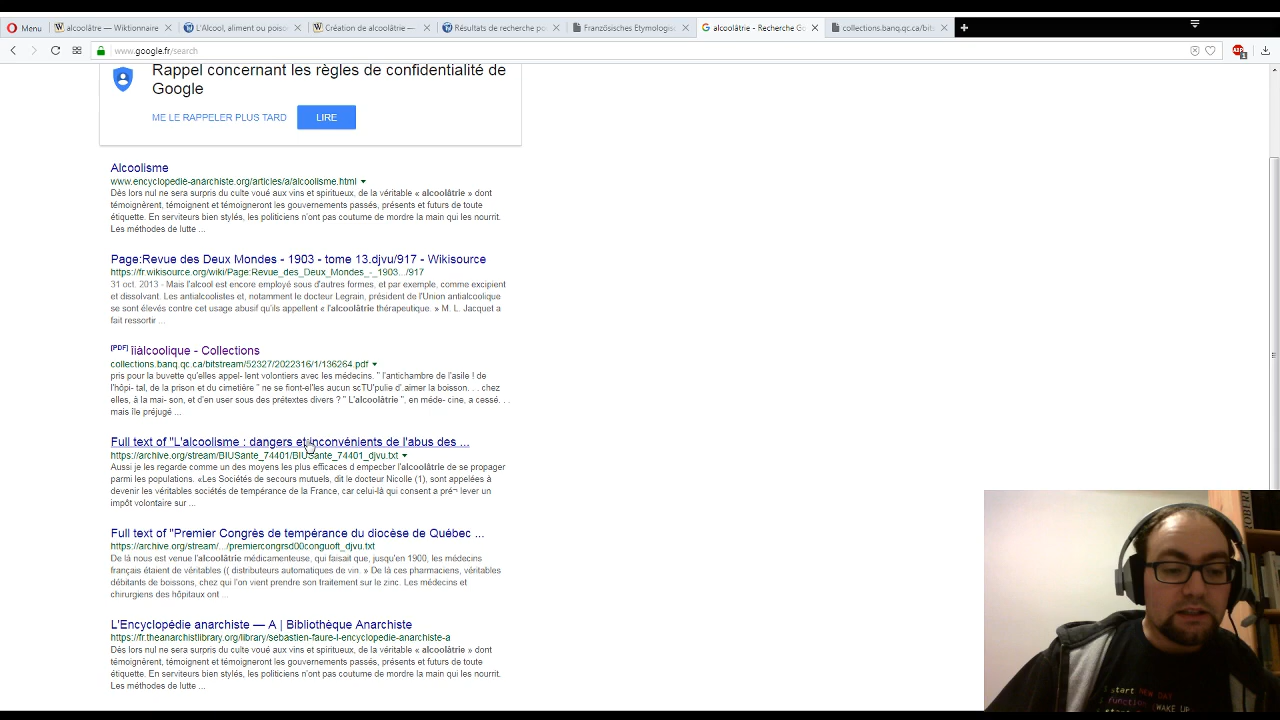 Menu
alcoolâtre — Wiktionnaire
L'Alcool, aliment ou poiso
Création de alcoolâtrie —
Résultats de recherche po
Französisches Etymologis
alcoolâtrie - Recherche Go
collections.banq.qc.ca/bits
www.google.fr/search
Rappel concernant les règles de confidentialité de
Google
ME LE RAPPELER PLUS TARD
LIRE
Alcoolisme
www.encyclopedie-anarchiste.org/articles/a/alcoolisme.html
Dès lors nul ne sera surpris du culte voué aux vins et spiritueux, de la véritable « alcoolâtrie » dont
témoignèrent, témoignent et témoigneront les gouvernements passés, présents et futurs de toute
étiquette. En serviteurs bien stylés, les politiciens n'ont pas coutume de mordre la main qui les nourrit.
Les méthodes de lutte ...
Page:Revue des Deux Mondes - 1903 - tome 13.djvu/917 - Wikisource
https://fr.wikisource.org/wiki/Page:Revue_des_Deux_Mondes_-_1903.../917
31 oct. 2013 - Mais l'alcool est encore employé sous d'autres formes, et par exemple, comme excipient
et dissolvant. Les antialcoolistes et, notamment le docteur Legrain, président de l'Union antialcoolique
se sont élevés contre cet usage abusif qu'ils appellent « l'alcoolâtrie thérapeutique. » M. L. Jacquet a
fait ressortir ...
[PDF] îiàlcoolique - Collections
collections.banq.qc.ca/bitstream/52327/2022316/1/136264.pdf
pris pour la buvette qu'elles appel- lent volontiers avec les médecins. " l'antichambre de l'asile ! de
l'hôpi- tal, de la prison et du cimetière " ne se fiont-el'les aucun scTU'pulie d'.aimer la boisson. . . chez
elles, à la mai- son, et d'en user sous des prétextes divers ? " L'alcoolâtrie ", en méde- cine, a cessé. . .
mais île préjugé ...
Full text of "L'alcoolisme : dangers et inconvénients de l'abus des ...
https://archive.org/stream/BIUSante_74401/BIUSante_74401_djvu.txt
Aussi je les regarde comme un des moyens les plus efficaces d empecber l'alcoolâtrie de se propager
parmi les populations. «Les Sociétés de secours mutuels, dit le docteur Nicolle (1), sont appelées à
devenir les véritables sociétés de tempérance de la France, car celui-là qui consent a pré¬ lever un
impôt volontaire sur ...
Full text of "Premier Congrès de tempérance du diocèse de Québec ...
https://archive.org/stream/.../premiercongrsd00conguoft_djvu.txt
De là nous est venue l'alcoolâtrie médicamenteuse, qui faisait que, jusqu'en 1900, les médecins
français étaient de véritables (( distributeurs automatiques de vin. » De là ces pharmaciens, véritables
débitants de boissons, chez qui l'on vient prendre son traitement sur le zinc. Les médecins et
chirurgiens des hôpitaux ont ...
L'Encyclopédie anarchiste — A | Bibliothèque Anarchiste
https://fr.theanarchistlibrary.org/library/sebastien-faure-l-encyclopedie-anarchiste-a
Dès lors nul ne sera surpris du culte voué aux vins et spiritueux, de la véritable « alcoolâtrie » dont
témoignèrent, témoignent et témoigneront les gouvernements passés, présents et futurs de toute
étiquette. En serviteurs bien stylés, les politiciens n'ont pas coutume de mordre la main qui les nourrit.
Les méthodes de lutte ...
start NEW DAY
function (WAKE UP,